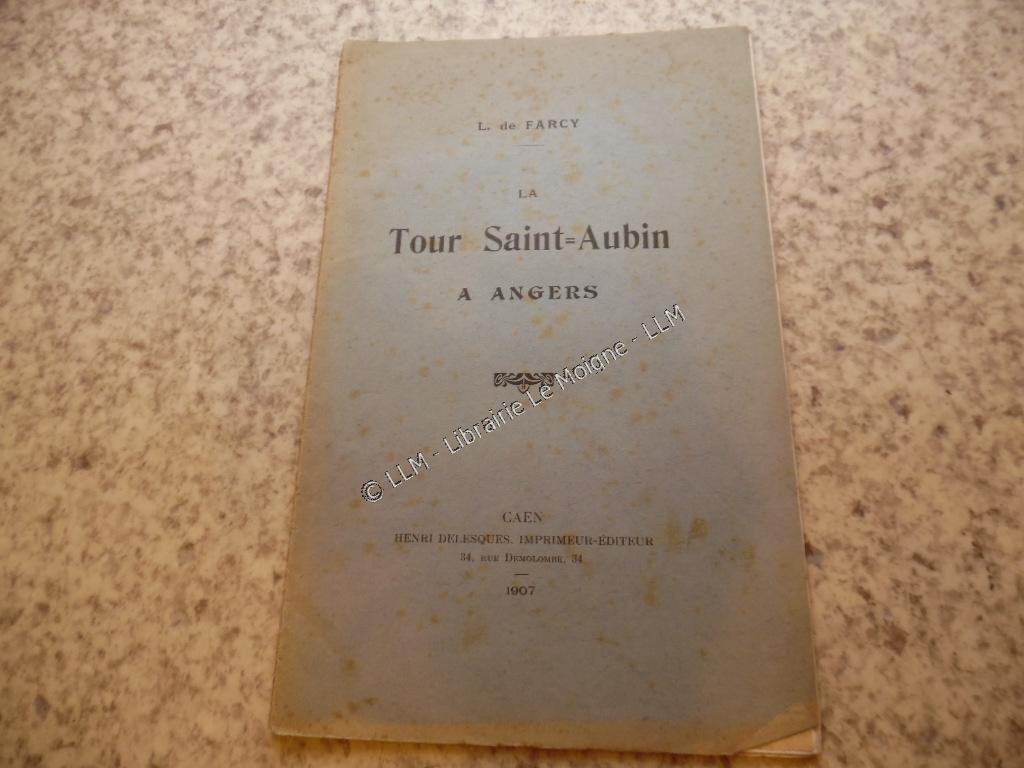 L. de FARCY
LA
Tour Saint=Aubin
A ANGERS
© LLM - Librairie Le Moigne - LLM
CAEN
HENRI DELESQUES, IMPRIMEUR-ÉDITEUR
34, RUE DEMOLOMBE, 34
1907